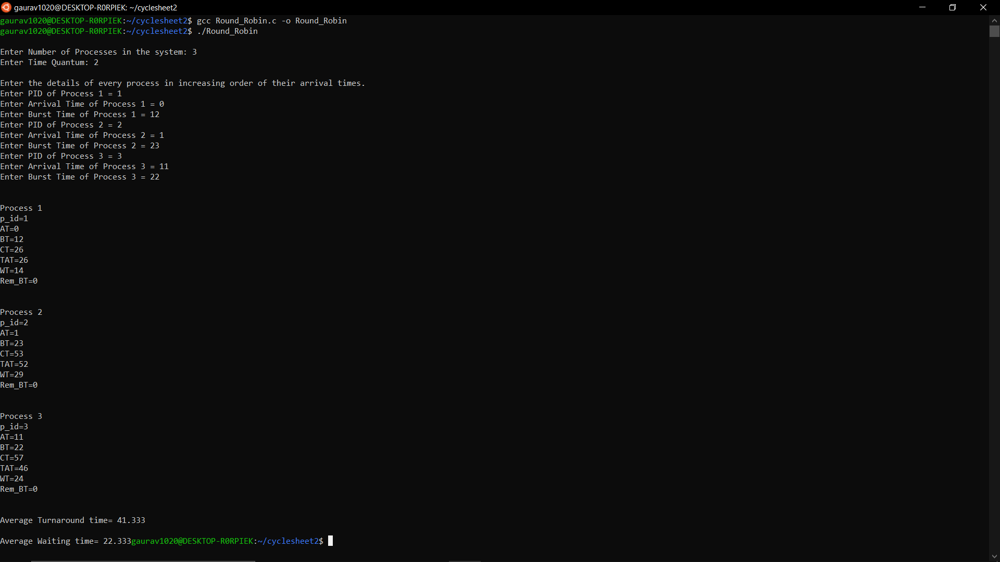 gaurav1020@DESKTOP-R0RPIEK: ~/cyclesheet2
gaurav1020@DESKTOP-R0RPIEK:~/cyclesheet2$ gcc Round_Robin.c -o Round_Robin
gaurav1020@DESKTOP-R0RPIEK:~/cyclesheet2$ ./Round_Robin
Enter Number of Processes in the system: 3
Enter Time Quantum: 2
Enter the details of every process in increasing order of their arrival times.
Enter PID of Process 1 = 1
Enter Arrival Time of Process 1 = 0
Enter Burst Time of Process 1 = 12
Enter PID of Process 2 = 2
Enter Arrival Time of Process 2 = 1
Enter Burst Time of Process 2 = 23
Enter PID of Process 3 = 3
Enter Arrival Time of Process 3 = 11
Enter Burst Time of Process 3 = 22
Process 1
p_id=1
AT=0
BT=12
CT=26
TAT=26
WT=14
Rem_BT=0
Process 2
p_id=2
AT=1
BT=23
CT=53
TAT=52
WT=29
Rem_BT=0
Process 3
p_id=3
AT=11
BT=22
CT=57
TAT=46
WT=24
Rem_BT=0
Average Turnaround time= 41.333
Average Waiting time= 22.333gaurav1020@DESKTOP-R0RPIEK:~/cyclesheet2$